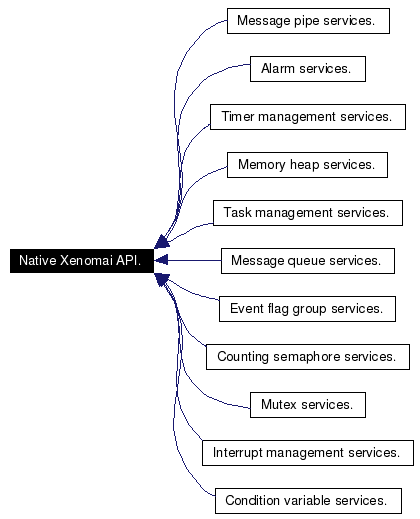 Message pipe services.
Alarm services.
Timer management services.
Memory heap services.
Task management services.
Native Xenomai API.
Message queue services.
Event flag group services.
Counting semaphore services.
Mutex services.
Interrupt management services.
Condition variable services.